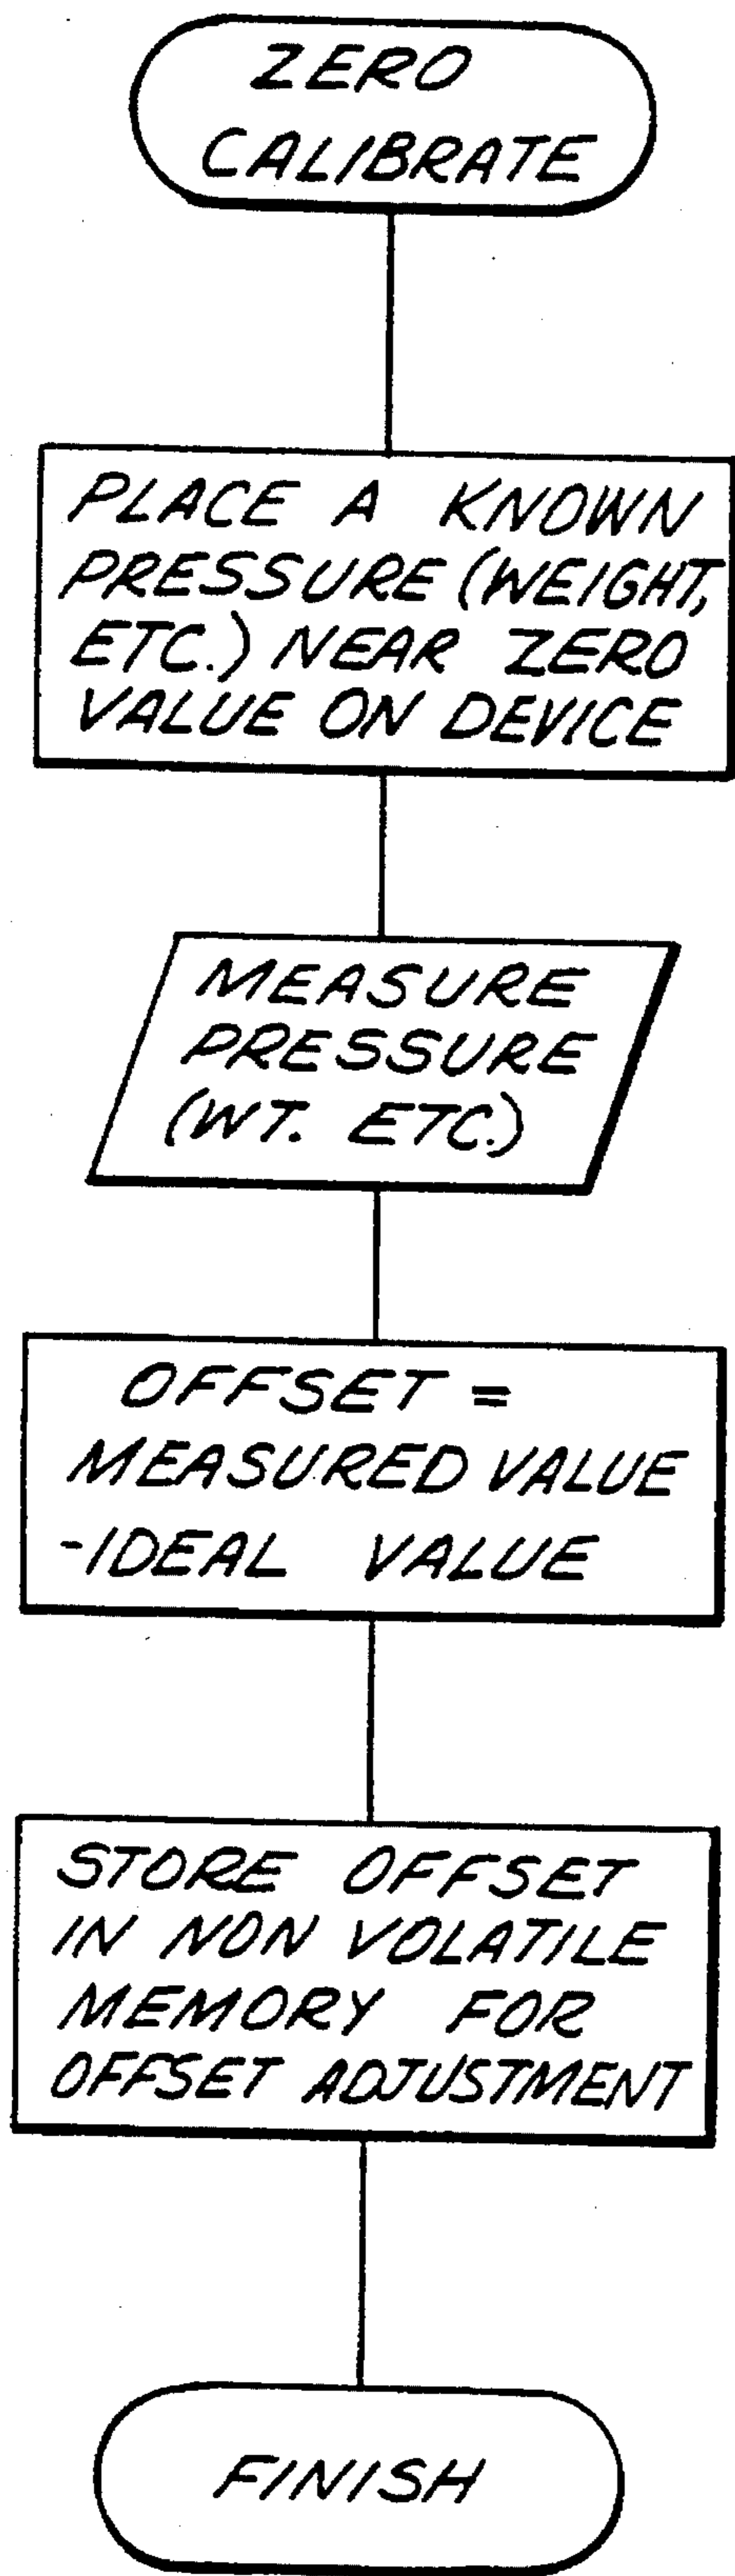 ZERO
CALIBRATE
PLACE A KNOWN
PRESSURE (WEIGHT,
ETC.) NEAR ZERO
VALUE ON DEVICE
MEASURE
PRESSURE
(WT. ETC.)
OFFSET =
MEASURED VALUE
-IDEAL VALUE
STORE OFFSET
IN NON VOLATILE
MEMORY FOR
OFFSET ADJUSTMENT
FINISH